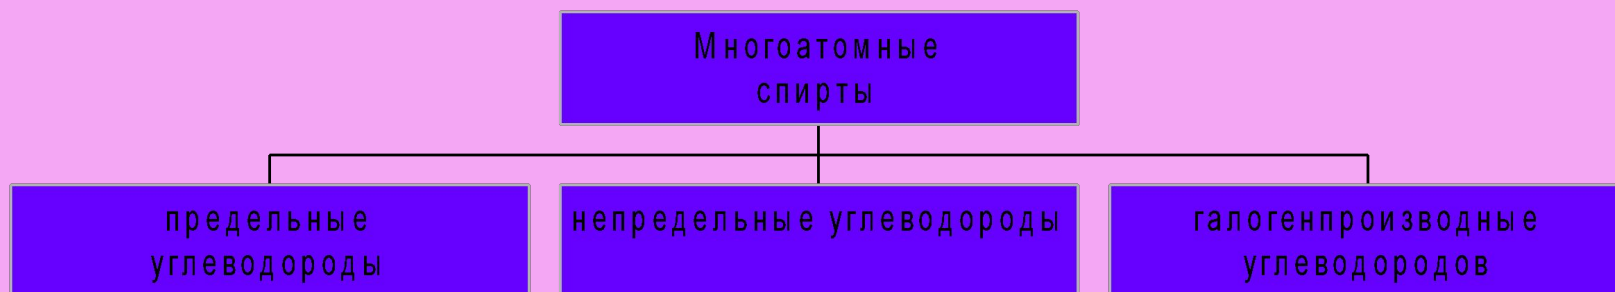 Многоатомные
спирты
предельные
углеводороды
непредельные углеводороды
галогенпроизводные
углеводородов